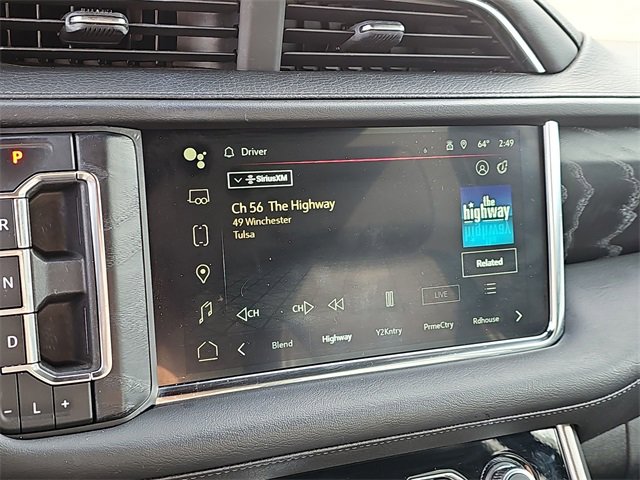 P
R
N
D
- L +
Driver
64° 2:49
SiriusXM
Ch 56 The Highway
49 Winchester
Tulsa
the
highway
Related
CH
CH
LIVE
Blend Highway Y2Kntry PrmeCtry Rdhouse